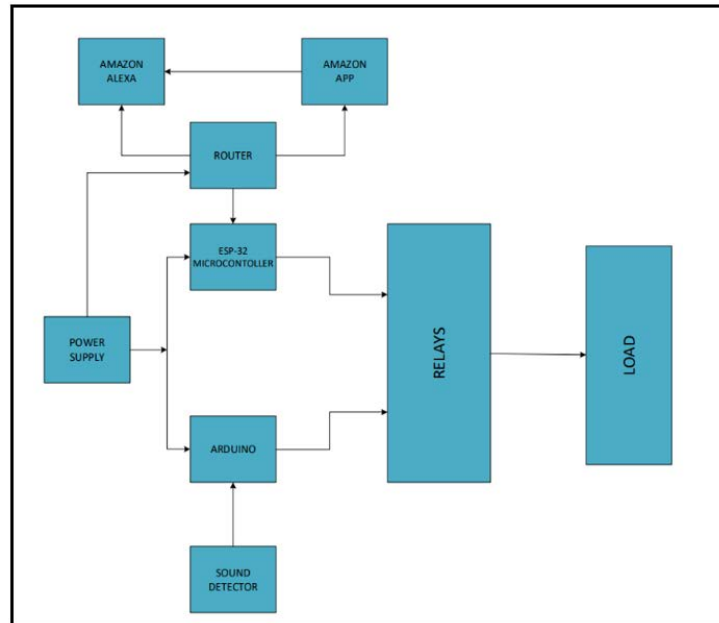 AMAZON
ALEXA
AMAZON
APP
ROUTER
ESP-32
MICROCONTOLLER
POWER
SUPPLY
RELAYS
LOAD
ARDUINO
SOUND
DETECTOR